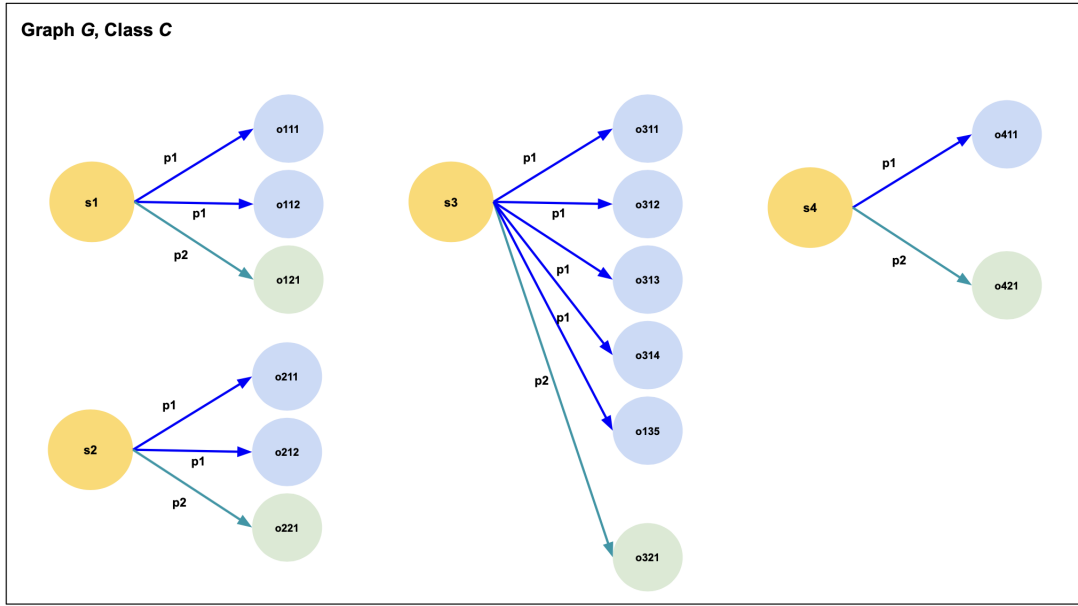 Graph G, Class C
s1
p1
o111
p1
o112
p2
o121
s2
p1
o211
p1
o212
p2
o221
s3
p1
o311
p1
o312
p1
o313
p1
o314
o135
p2
o321
s4
p1
o411
p2
o421